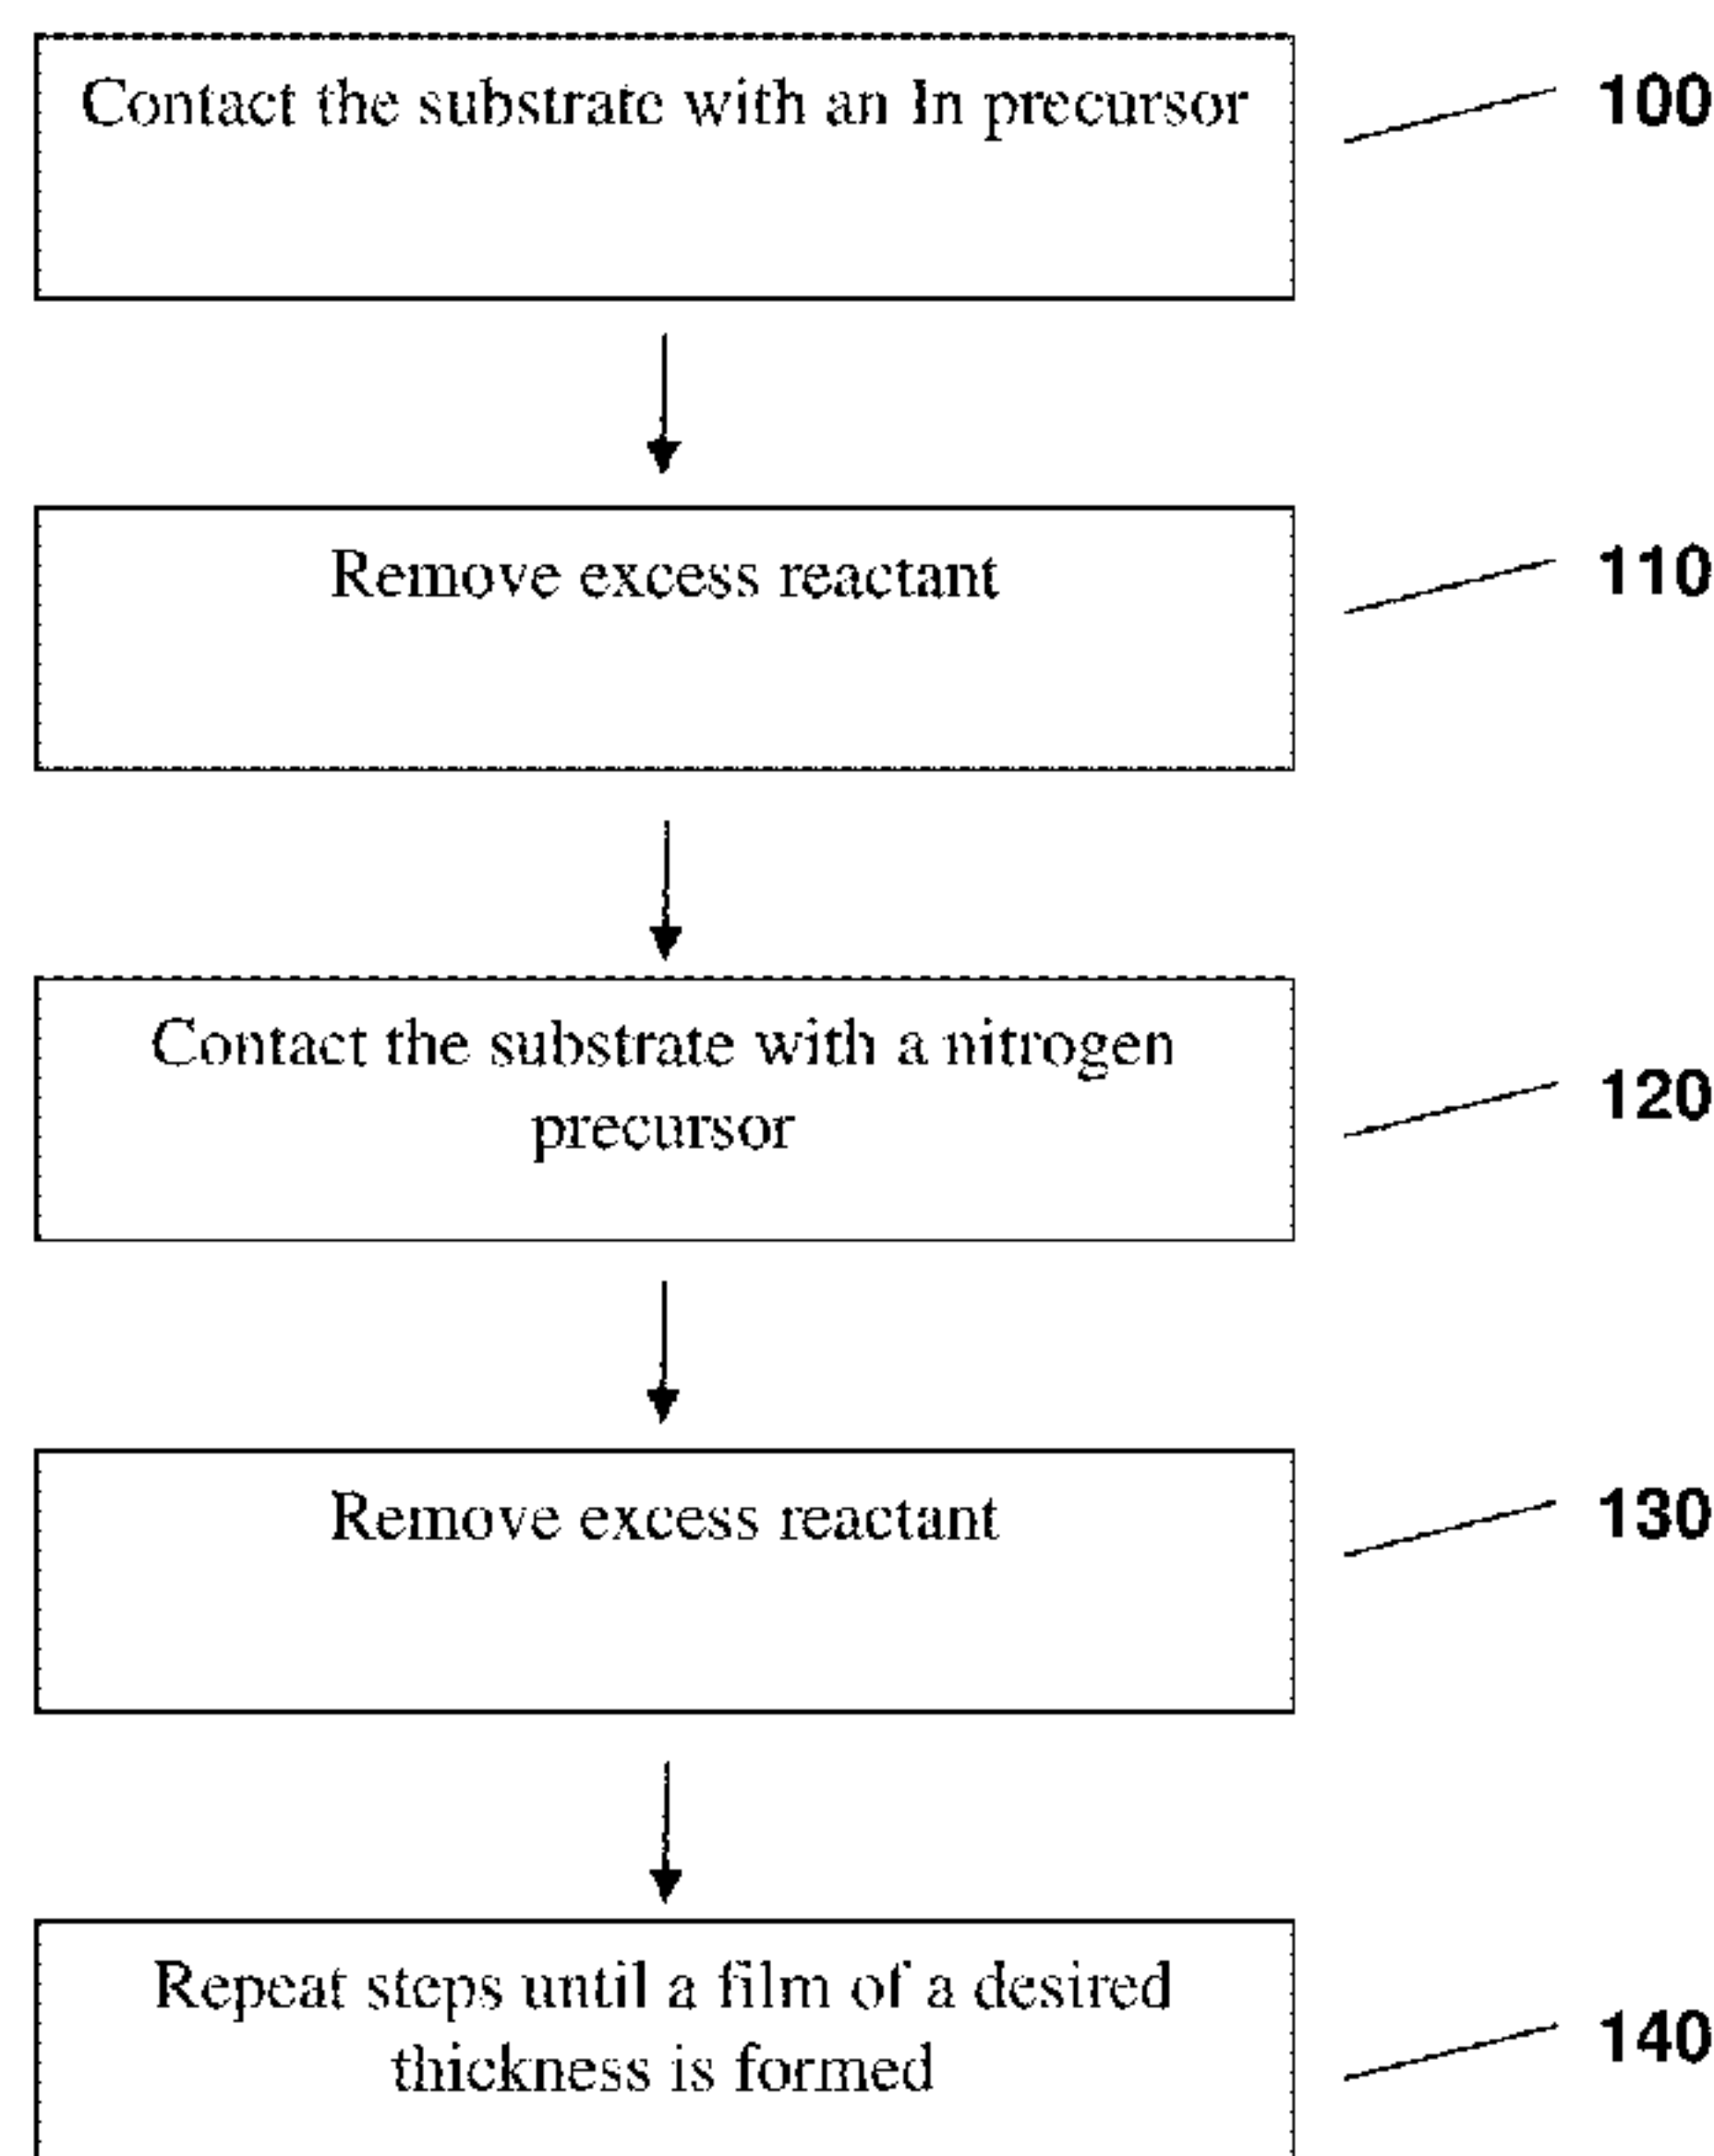 Contact the substrate with an In precursor
100
Remove excess reactant
110
Contact the substrate with a nitrogen
precursor
120
Remove excess reactant
130
Repeat steps until a film of a desired
thickness is formed
140